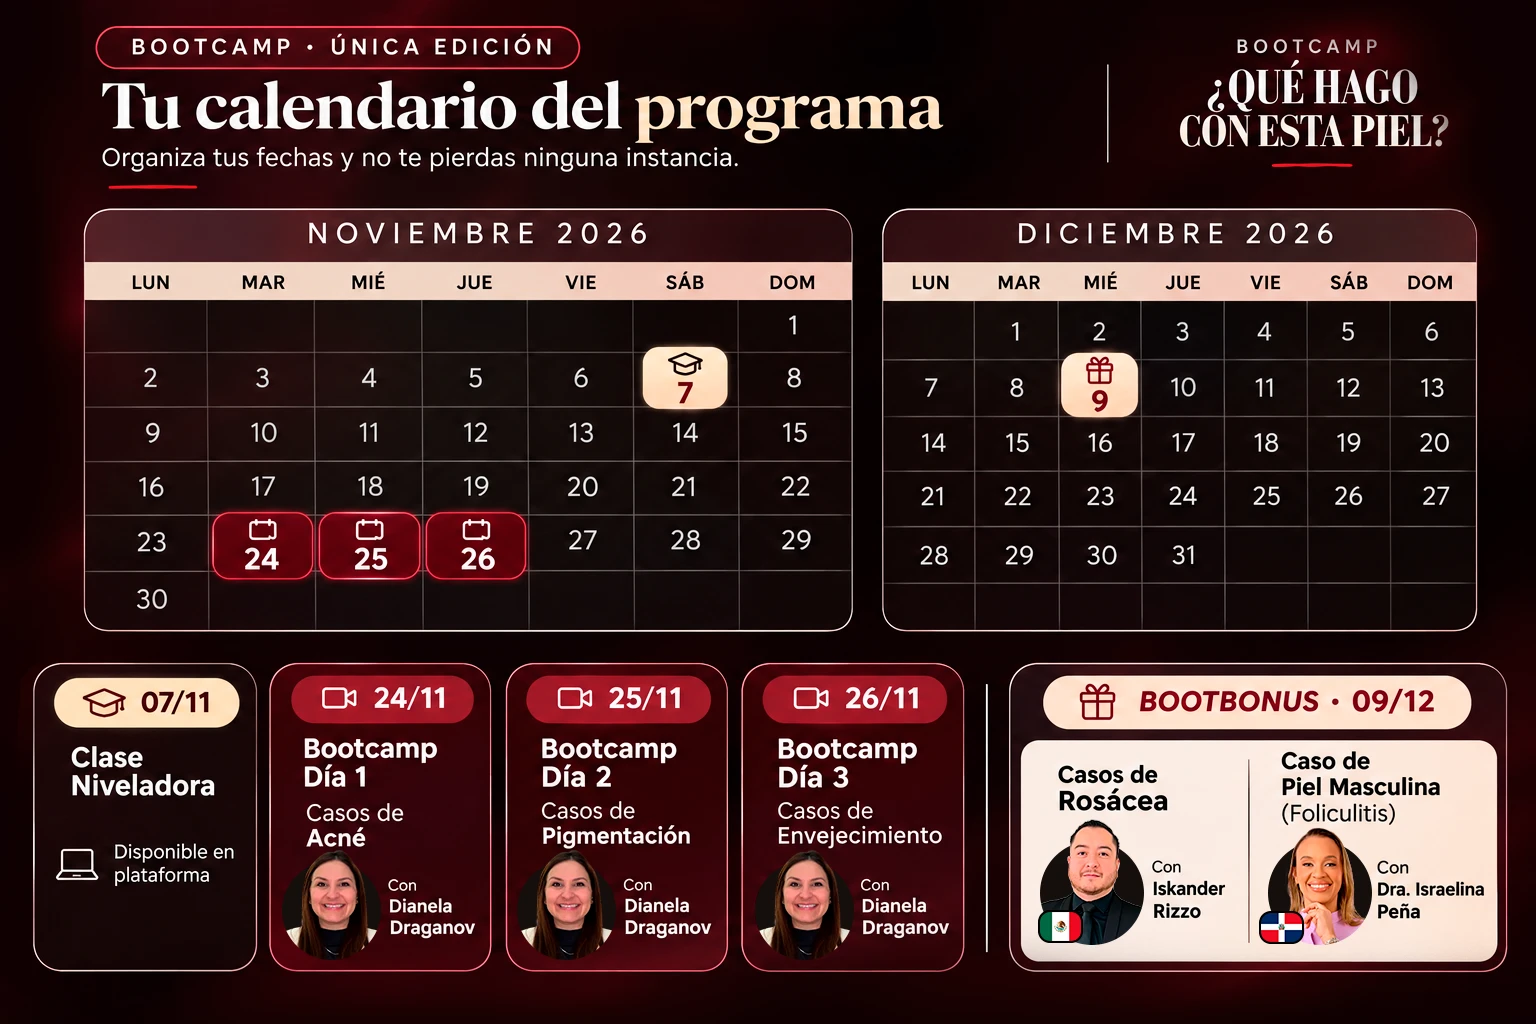 BOOTCAMP · ÚNICA EDICIÓN
Tu calendario del programa
Organiza tus fechas y no te pierdas ninguna instancia.
BOOTCAMP
¿QUÉ HAGO
CON ESTA PIEL?
NOVIEMBRE 2026
LUN MAR MIÉ JUE VIE SÁB DOM
1
2 3 4 5 6 7 8
9 10 11 12 13 14 15
16 17 18 19 20 21 22
23 24 25 26 27 28 29
30
DICIEMBRE 2026
LUN MAR MIÉ JUE VIE SÁB DOM
1 2 3 4 5 6
7 8 9 10 11 12 13
14 15 16 17 18 19 20
21 22 23 24 25 26 27
28 29 30 31
07/11
Clase
Niveladora
Disponible en
plataforma
24/11
Bootcamp
Día 1
Casos de
Acné
Con
Dianela
Draganov
25/11
Bootcamp
Día 2
Casos de
Pigmentación
Con
Dianela
Draganov
26/11
Bootcamp
Día 3
Casos de
Envejecimiento
Con
Dianela
Draganov
BOOTBONUS · 09/12
Casos de
Rosácea
Con
Iskander
Rizzo
Caso de
Piel Masculina
(Foliculitis)
Con
Dra. Israelina
Peña